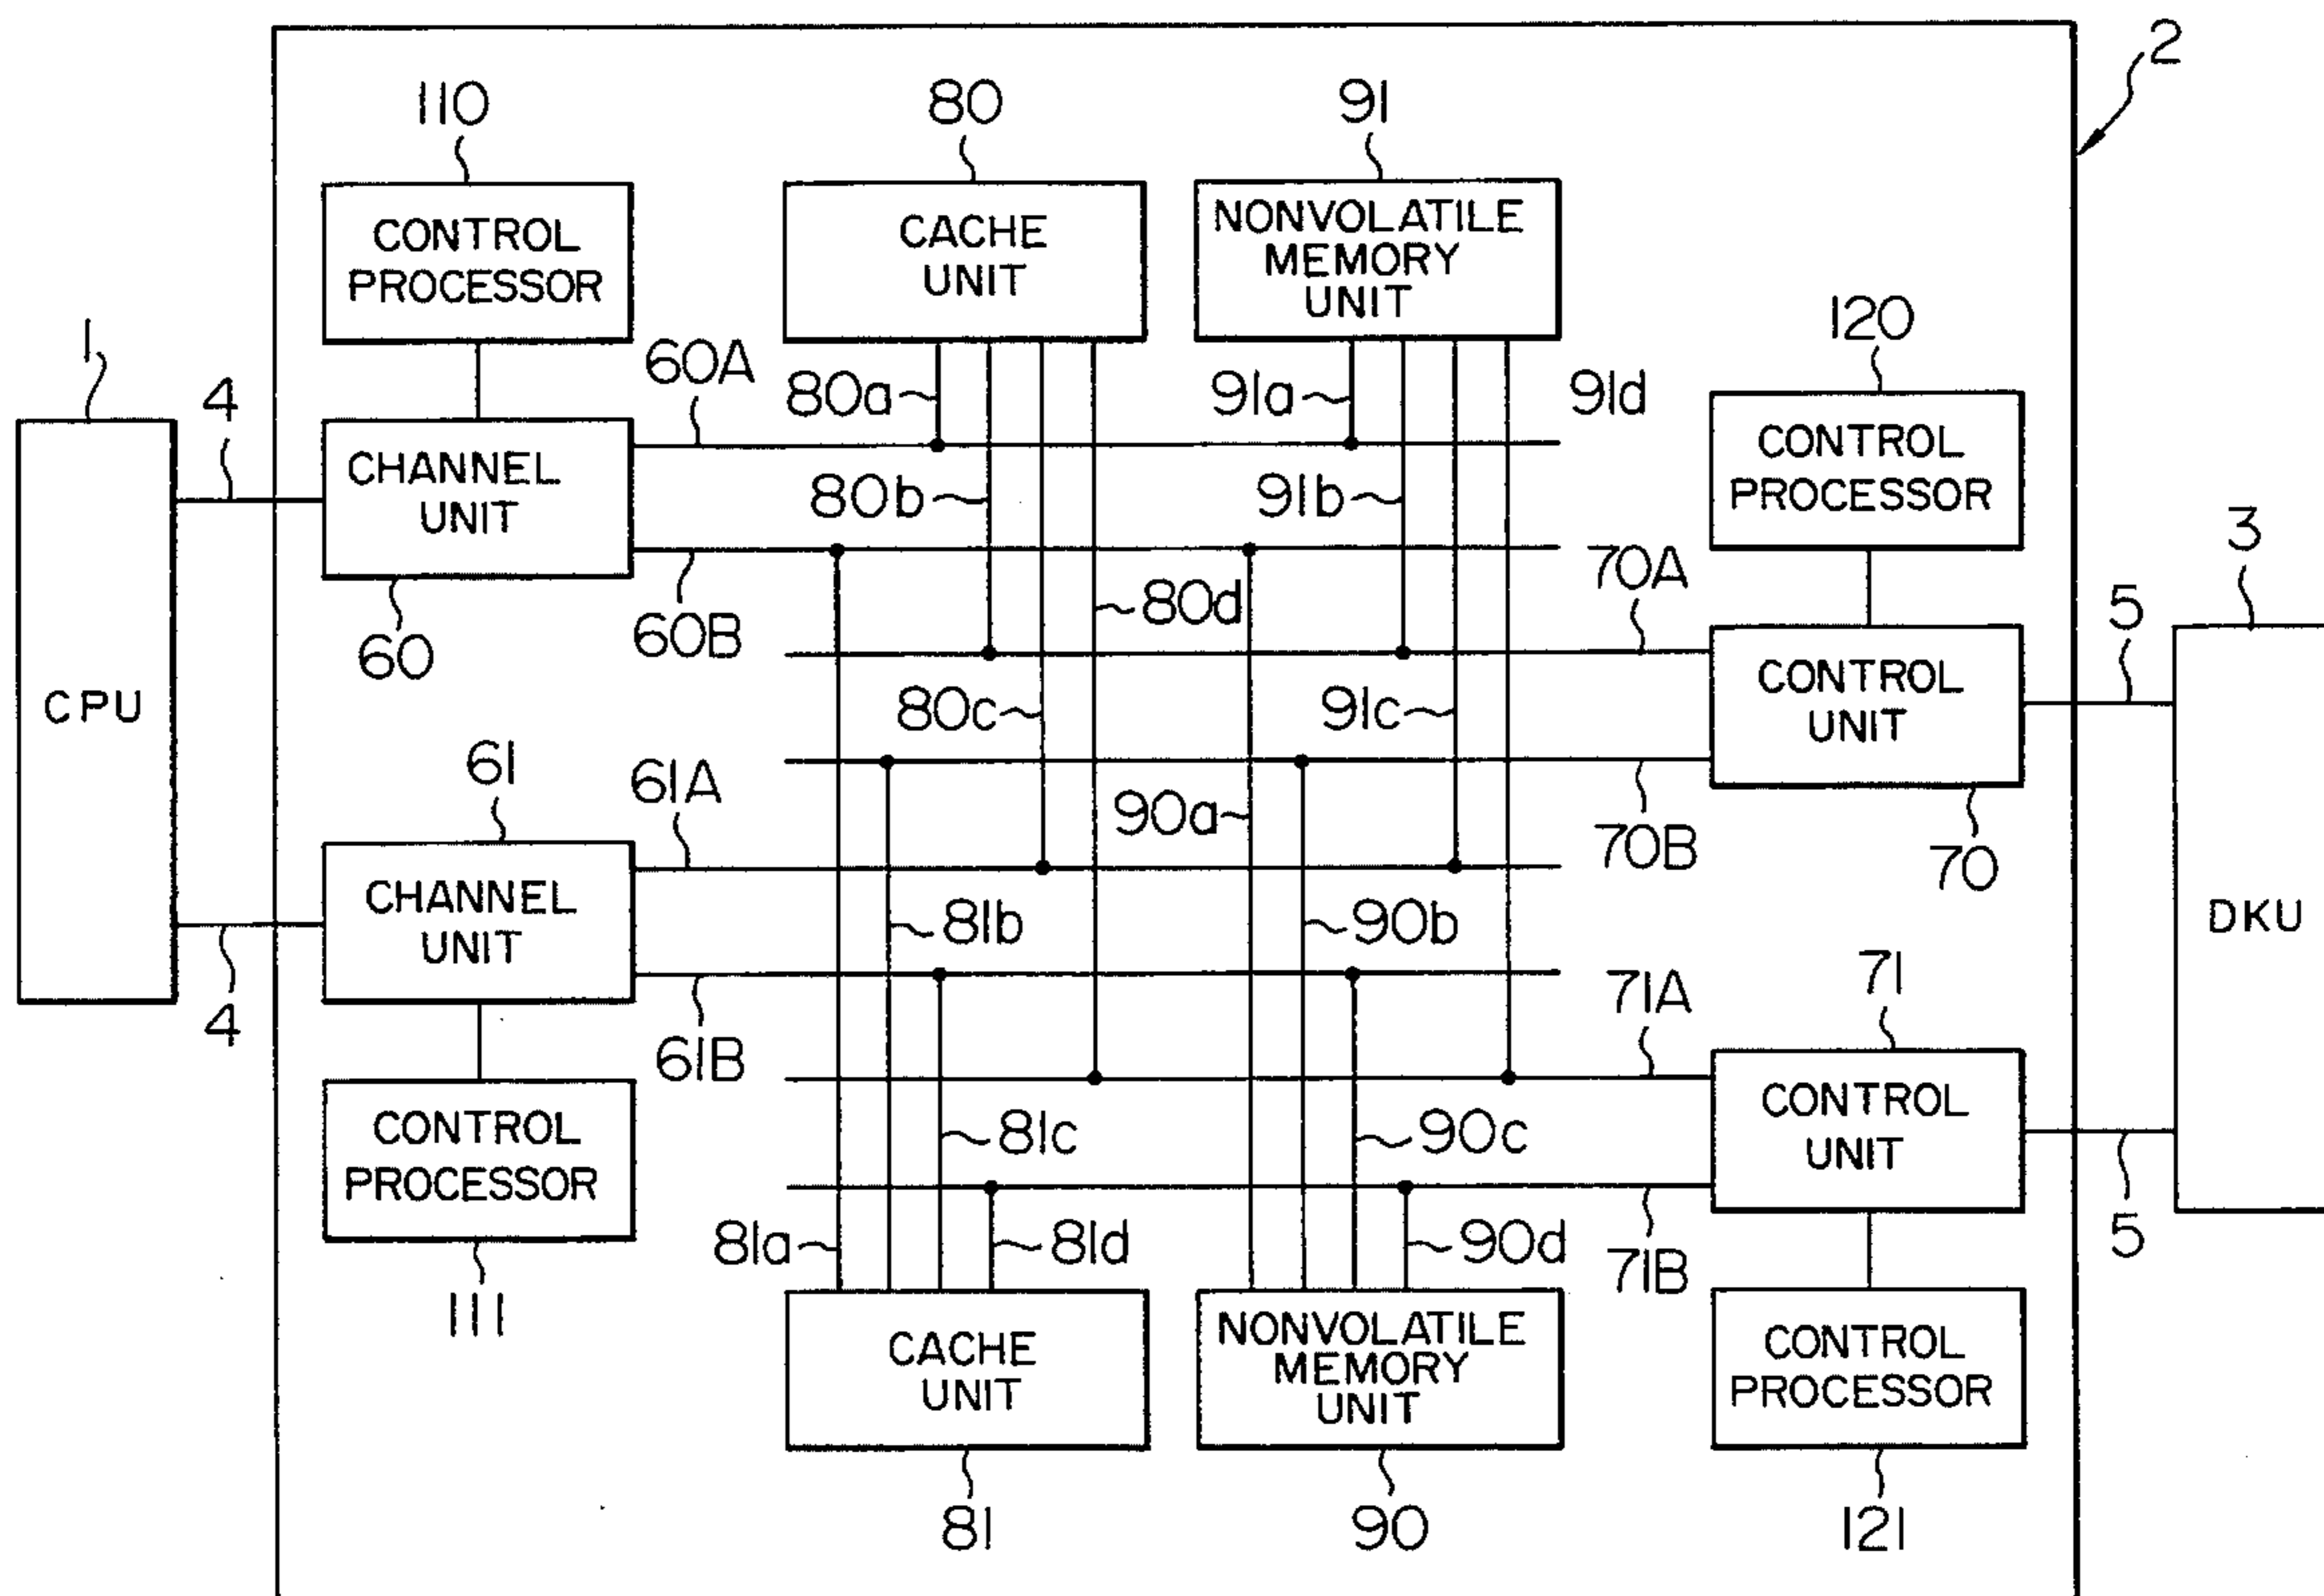 2
110
80
91
CONTROL
PROCESSOR
CACHE
UNIT
NONVOLATILE
MEMORY
UNIT
120
1
4
60A
80a
91a
91d
CONTROL
PROCESSOR
CHANNEL
UNIT
80b
91b
3
60
60B
80d
70A
5
CPU
80c
91c
CONTROL
UNIT
61
61A
90a
70B
70
CHANNEL
UNIT
81b
90b
DKU
4
61B
71A
71
CONTROL
PROCESSOR
81c
90c
CONTROL
UNIT
81a
81d
90d
71B
5
111
CACHE
UNIT
NONVOLATILE
MEMORY
UNIT
CONTROL
PROCESSOR
81
90
121